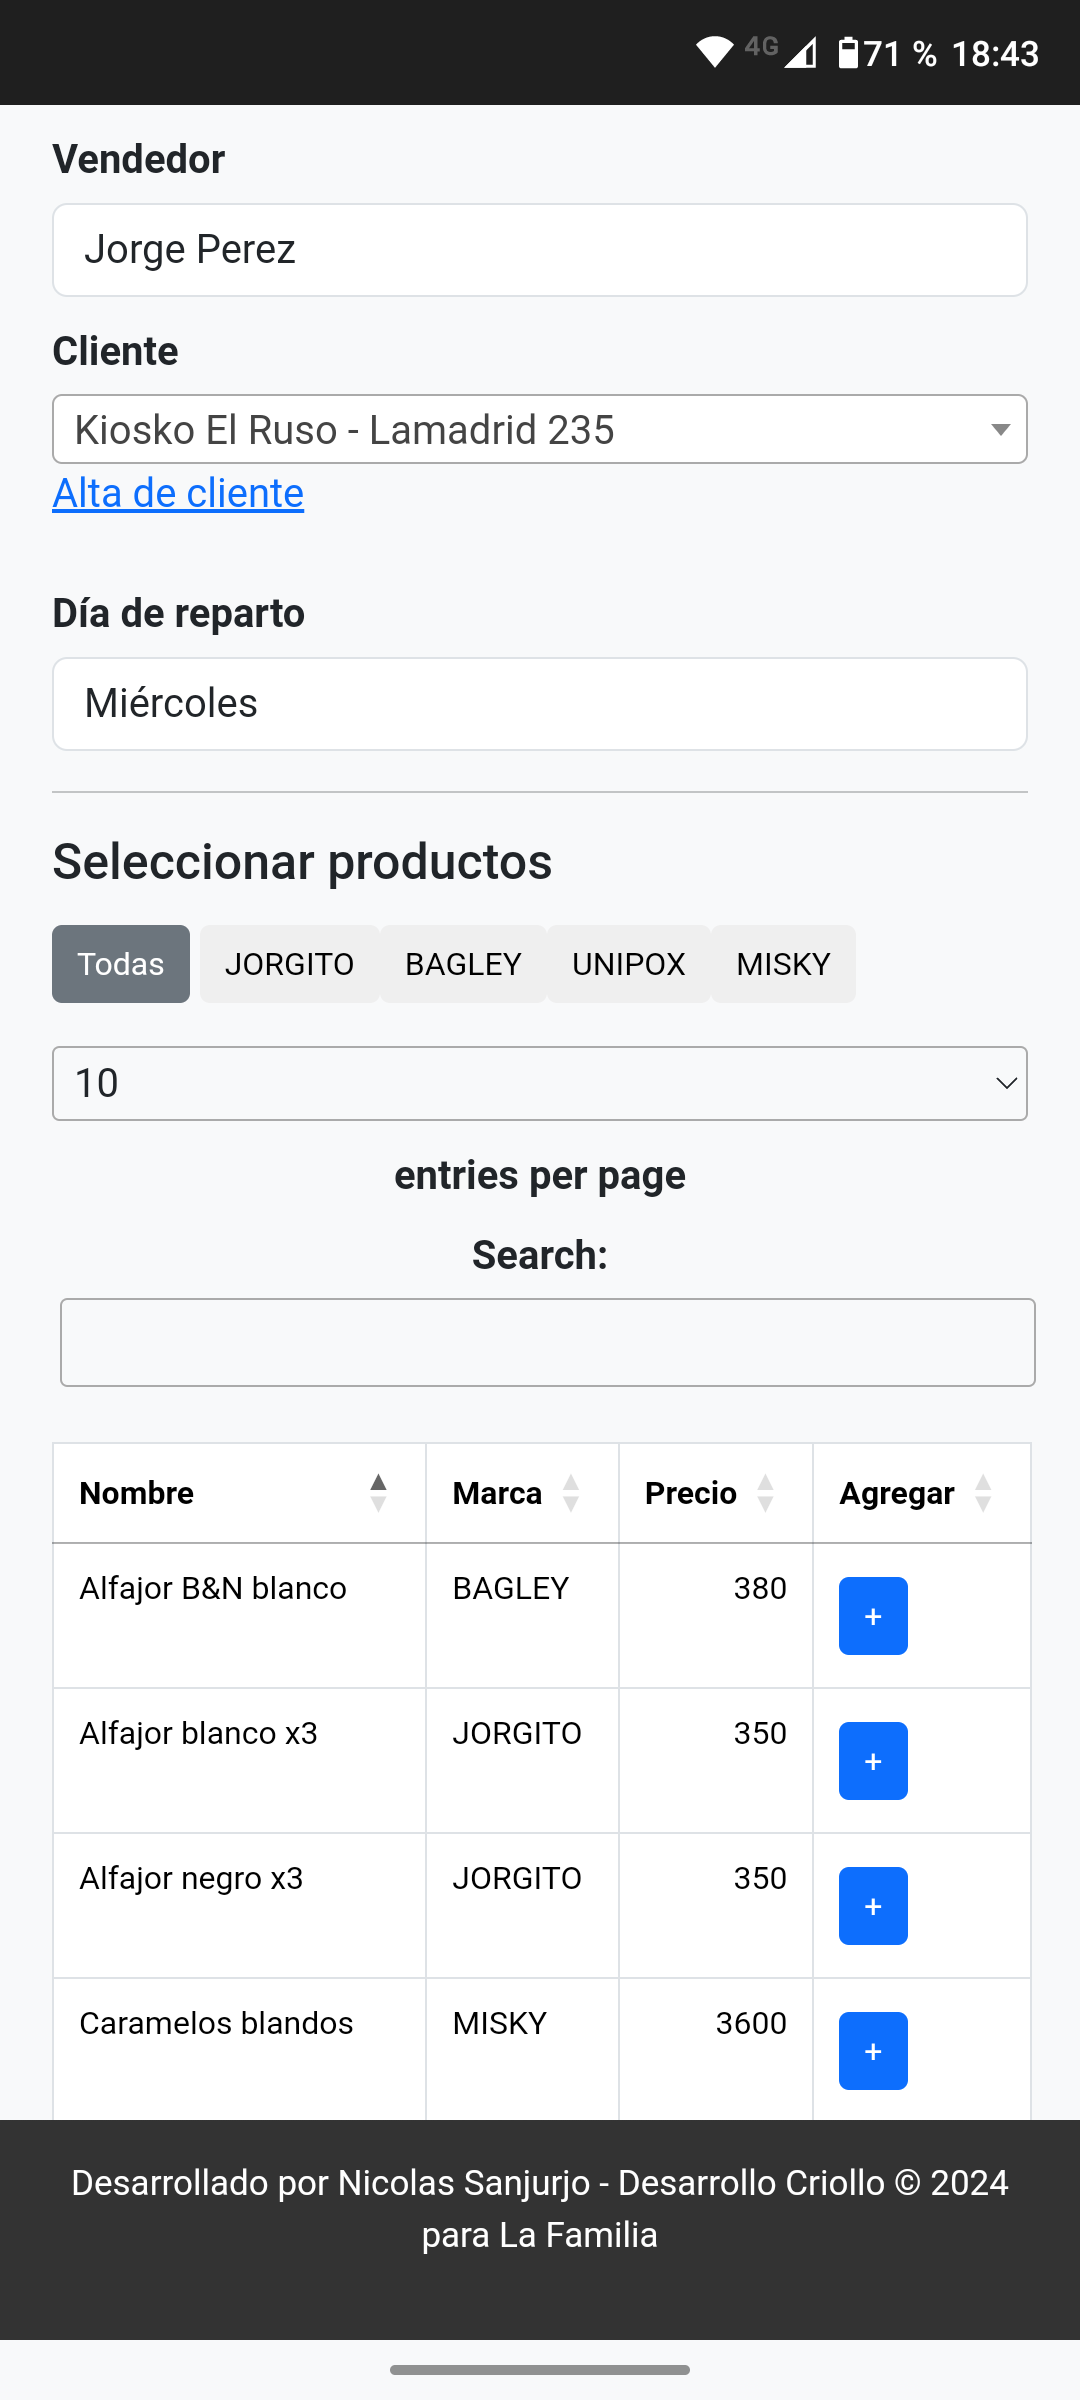 4G 71 % 18:43
Vendedor
Jorge Perez
Cliente
Kiosko El Ruso - Lamadrid 235
Alta de cliente
Día de reparto
Miércoles
Seleccionar productos
Todas JORGITO BAGLEY UNIPOX MISKY
10
entries per page
Search:
Nombre Marca Precio Agregar
Alfajor B&N blanco BAGLEY 380 +
Alfajor blanco x3 JORGITO 350 +
Alfajor negro x3 JORGITO 350 +
Caramelos blandos MISKY 3600 +
Desarrollado por Nicolas Sanjurjo - Desarrollo Criollo © 2024
para La Familia